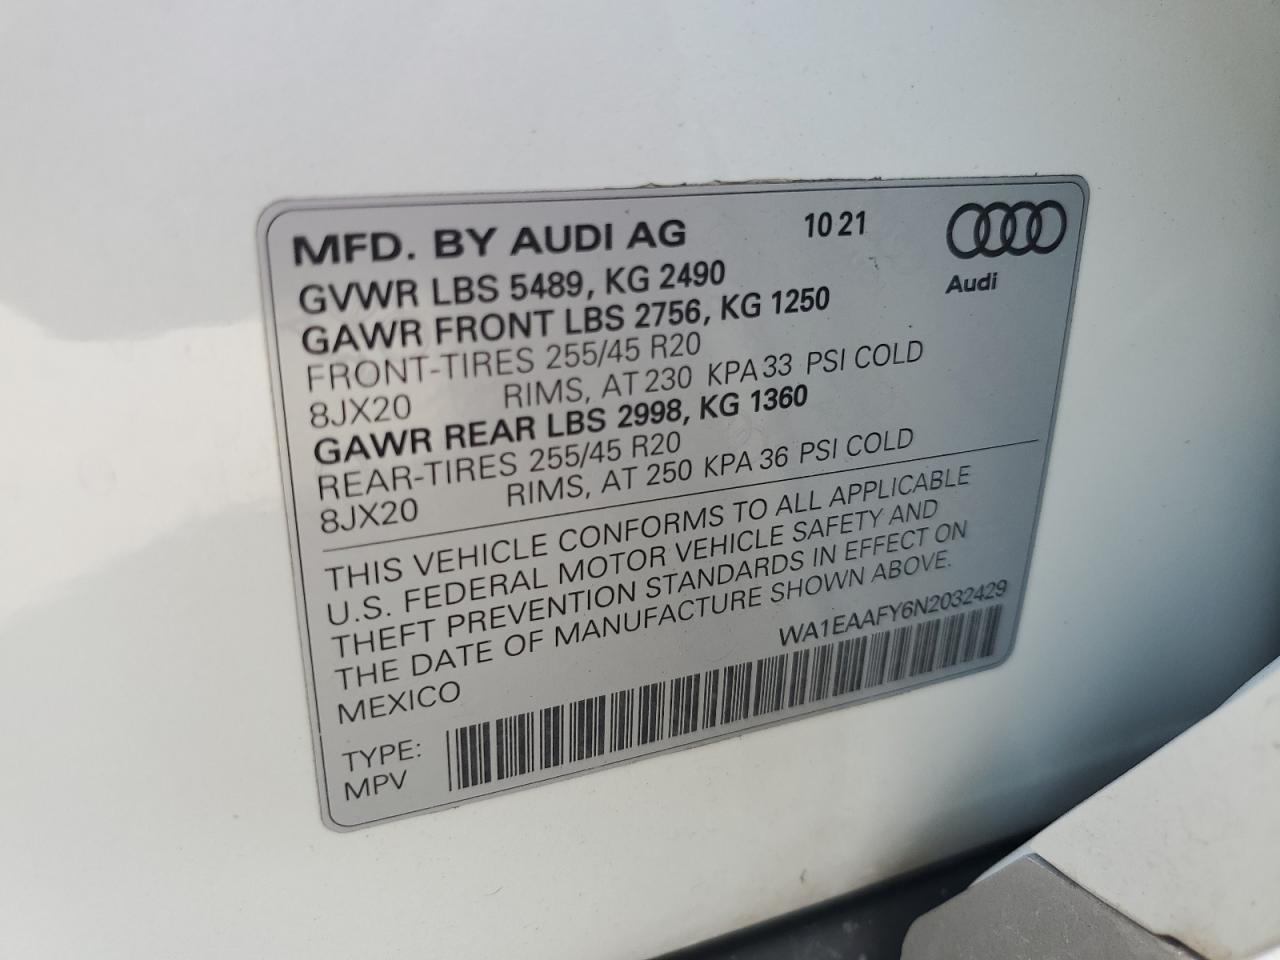 MFD. BY AUDI AG 10 21
Audi
GVWR LBS 5489, KG 2490
GAWR FRONT LBS 2756, KG 1250
FRONT-TIRES 255/45 R20
8JX20 RIMS, AT 230 KPA 33 PSI COLD
GAWR REAR LBS 2998, KG 1360
REAR-TIRES 255/45 R20
8JX20 RIMS, AT 250 KPA 36 PSI COLD
THIS VEHICLE CONFORMS TO ALL APPLICABLE
U.S. FEDERAL MOTOR VEHICLE SAFETY AND
THEFT PREVENTION STANDARDS IN EFFECT ON
THE DATE OF MANUFACTURE SHOWN ABOVE.
MEXICO WA1EAAFY6N2032429
TYPE:
MPV